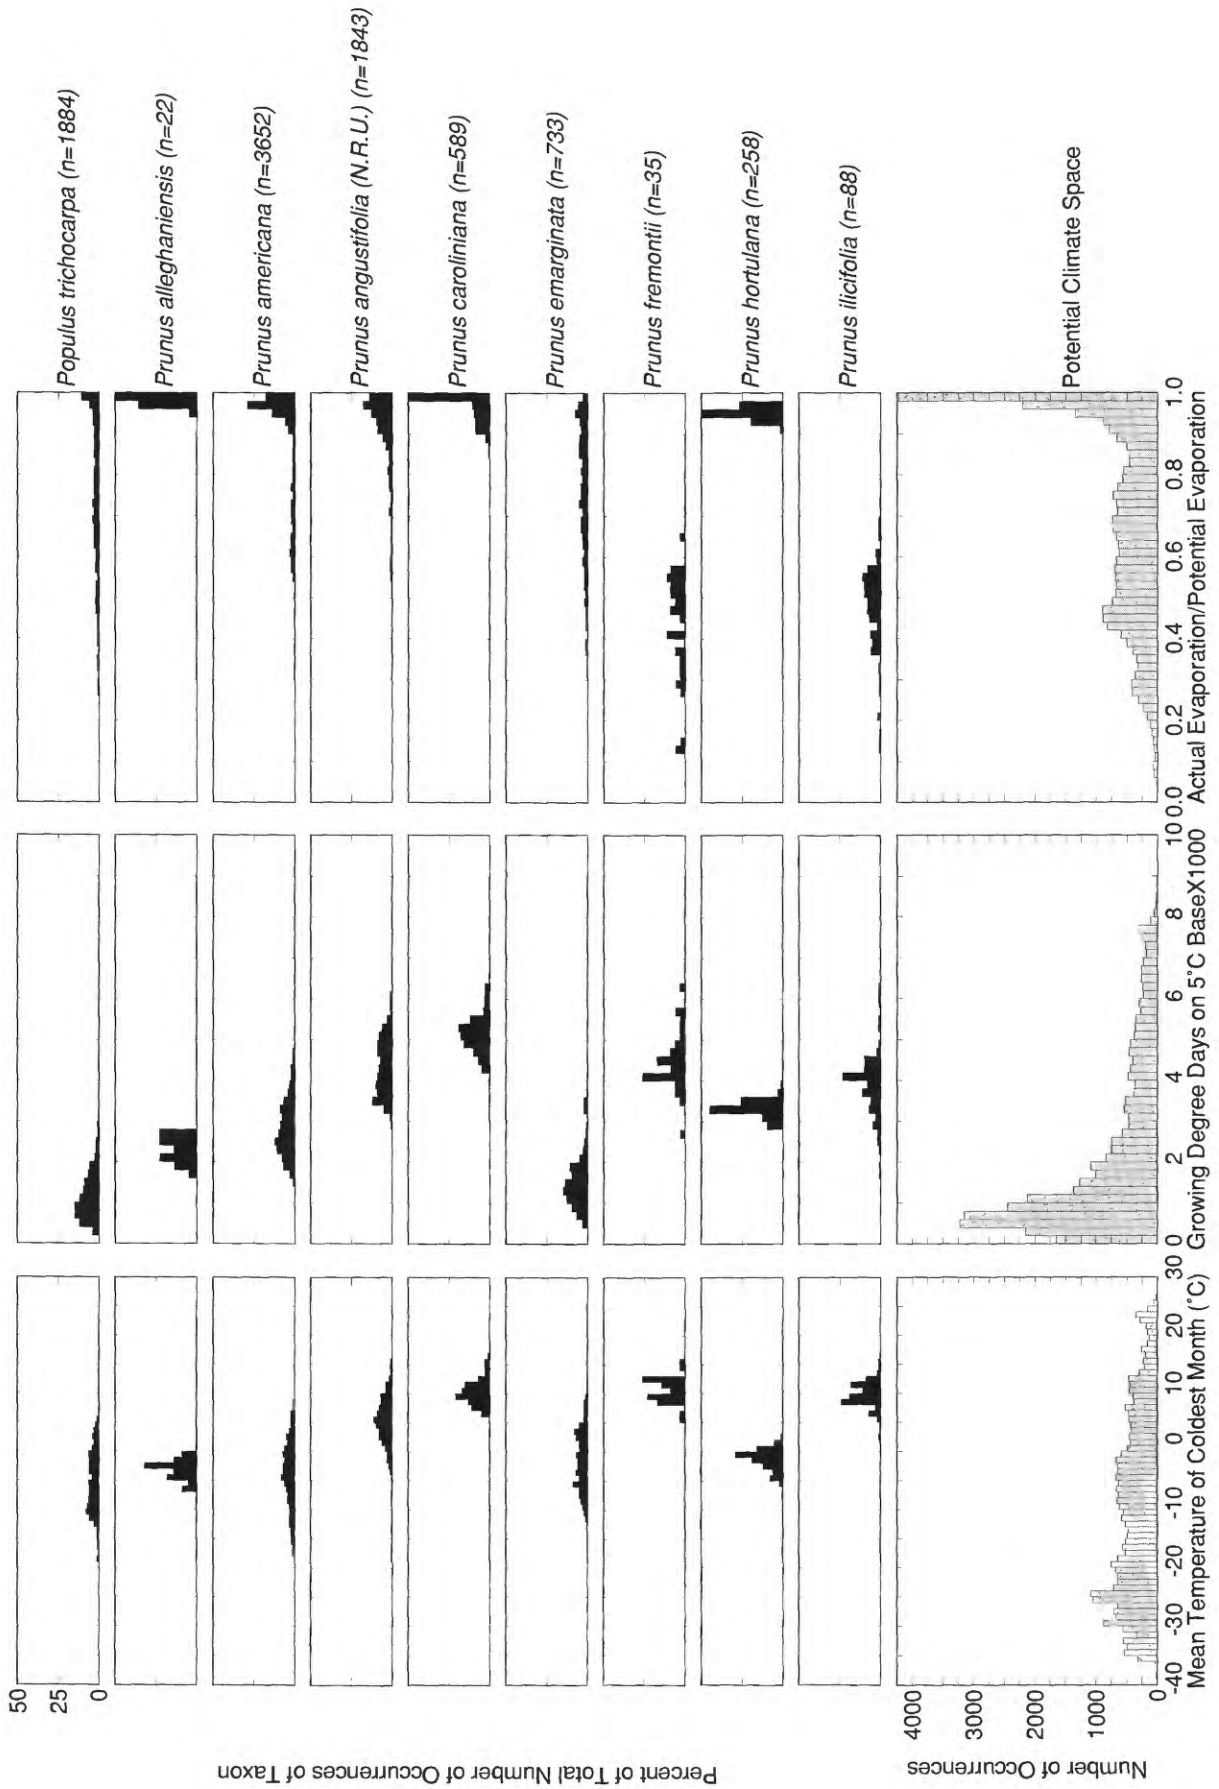 Percent of Total Number of Occurrences of Taxon
50
25
0
Populus trichocarpa (n=1884)
Prunus alleghaniensis (n=22)
Prunus americana (n=3652)
Prunus angustifolia (N.R.U.) (n=1843)
Prunus caroliniana (n=589)
Prunus emarginata (n=733)
Prunus fremontii (n=35)
Prunus hortulana (n=258)
Prunus ilicifolia (n=88)
Potential Climate Space
Number of Occurrences
4000
3000
2000
1000
0
-40 -30 -20 -10 0 10 20 30
Mean Temperature of Coldest Month (°C)
0 2 4 6 8 10
Growing Degree Days on 5°C BaseX1000
0.0 0.2 0.4 0.6 0.8 1.0
Actual Evaporation/Potential Evaporation